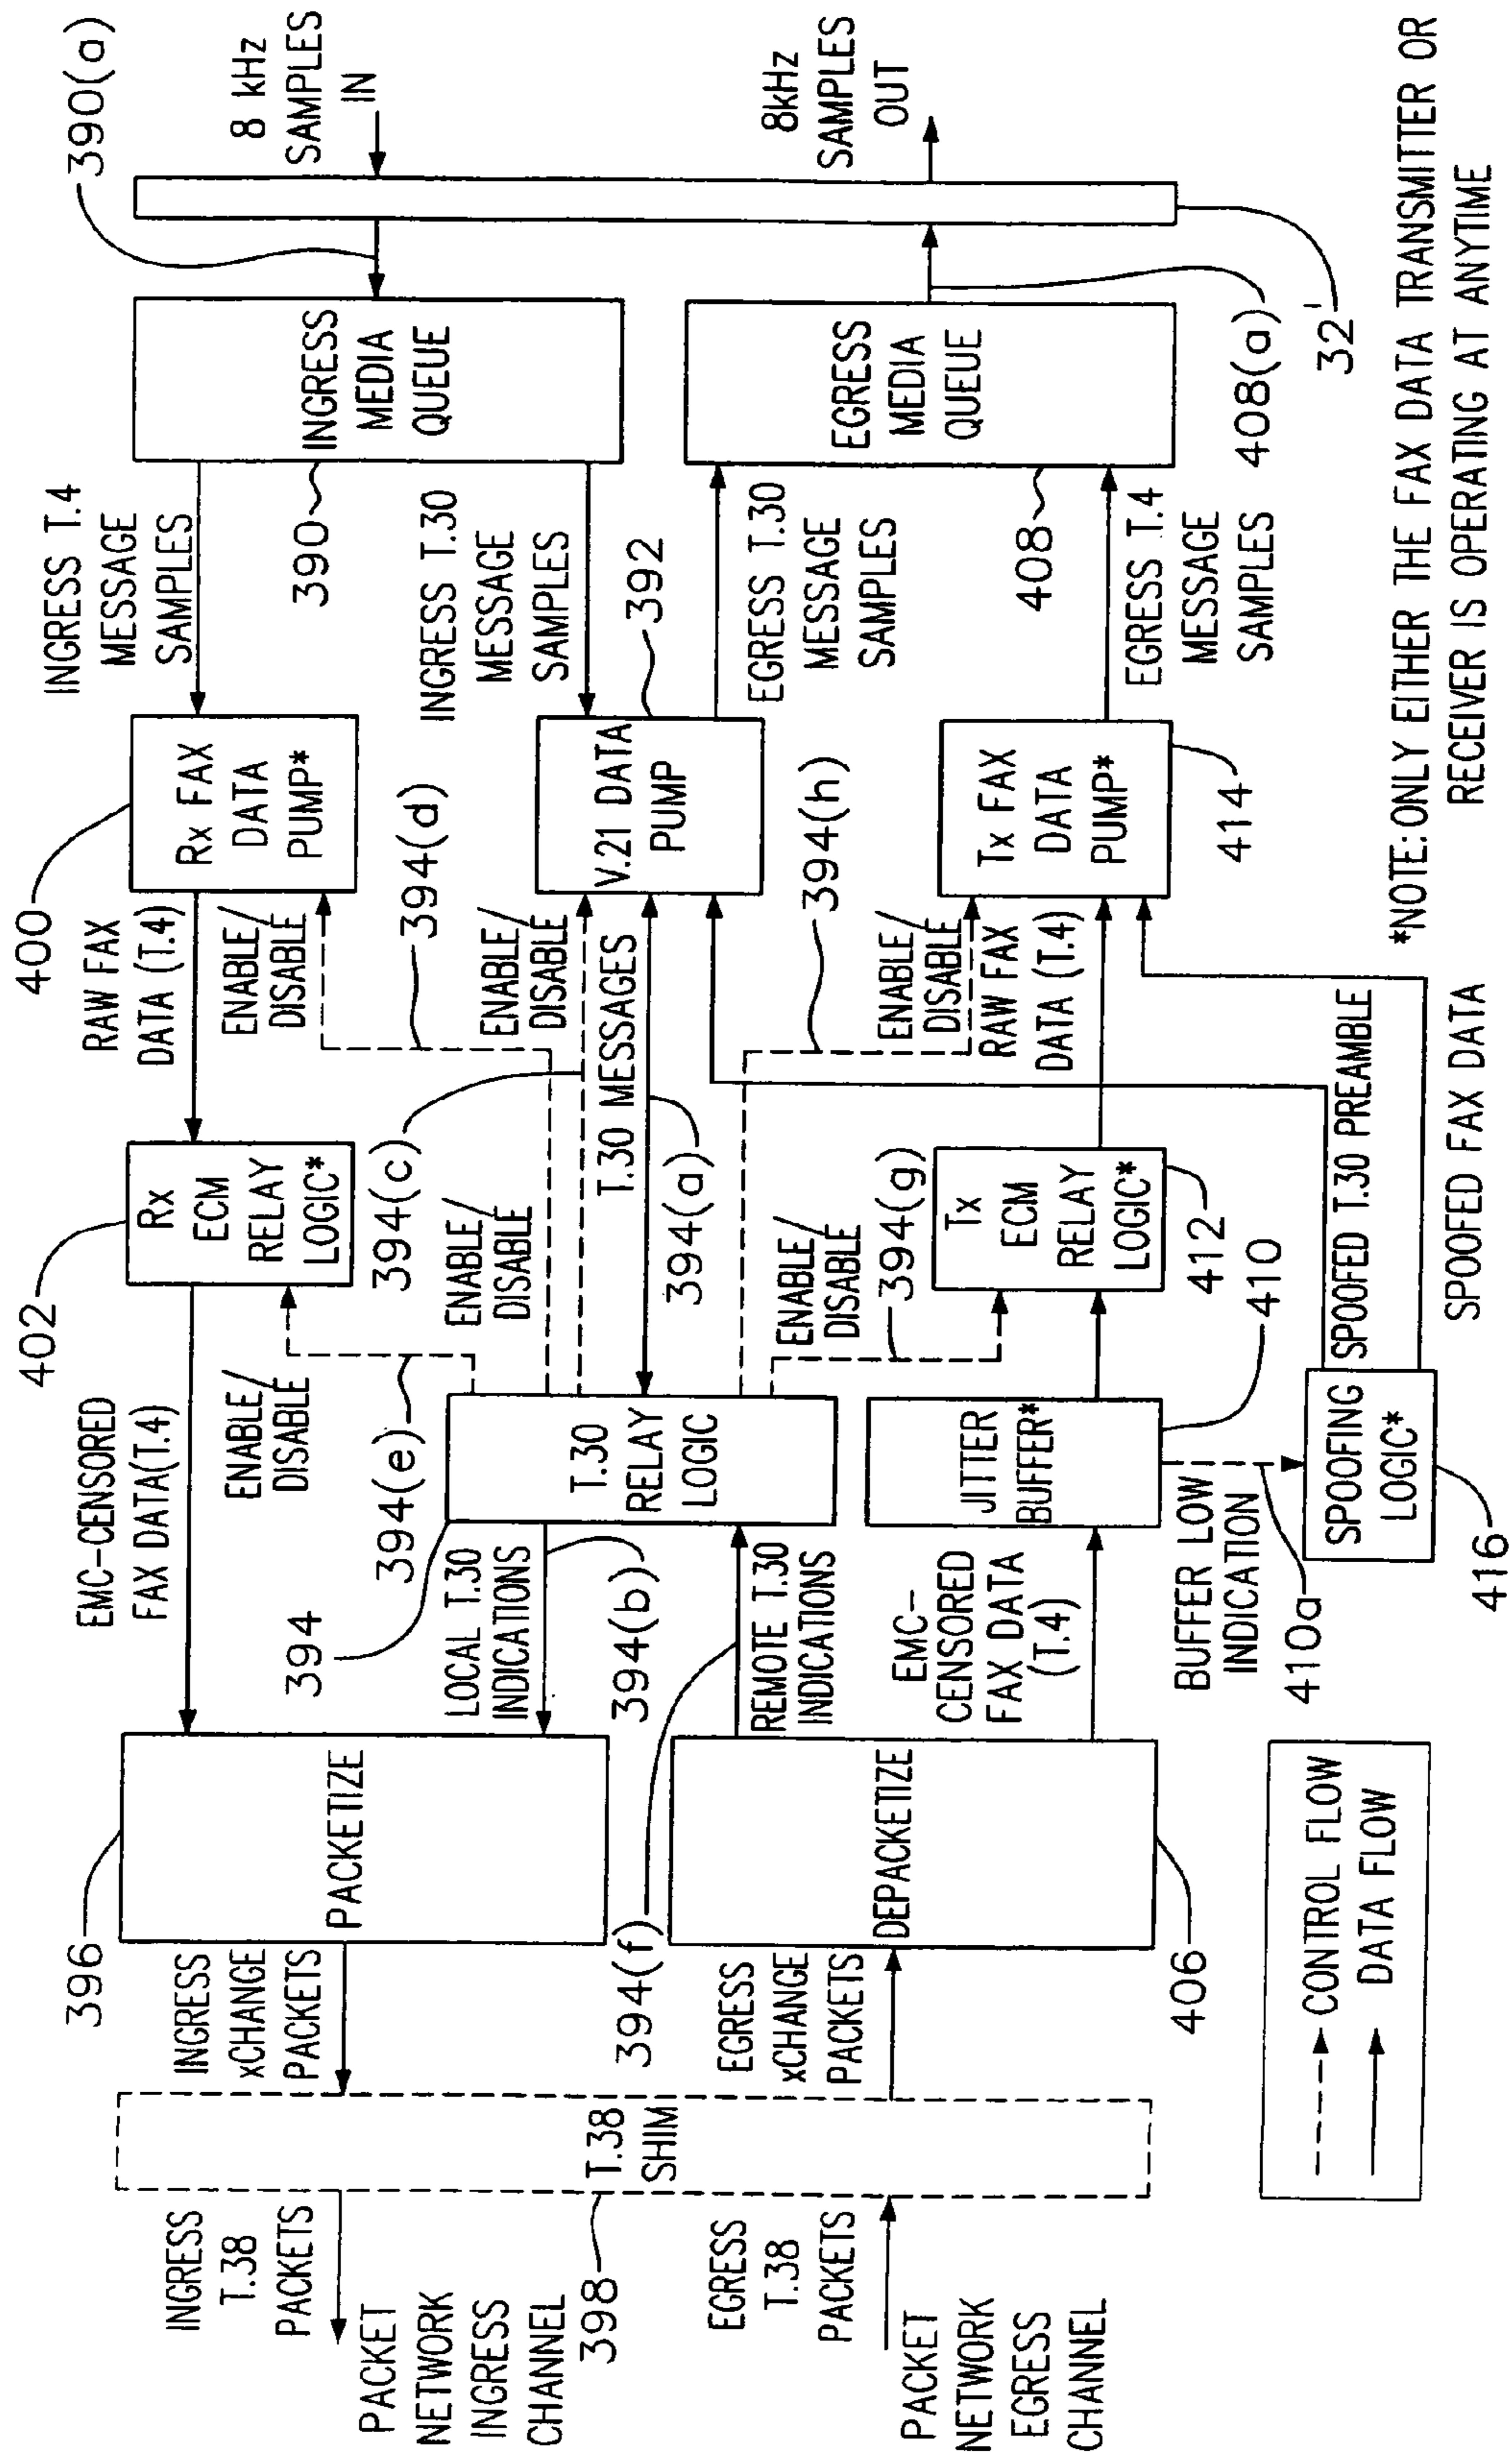 8 kHz
SAMPLES
IN
390(a)
8kHz
SAMPLES
OUT
32'
INGRESS
MEDIA
QUEUE
390
EGRESS
MEDIA
QUEUE
408
408(a)
INGRESS T.4
MESSAGE
SAMPLES
INGRESS T.30
MESSAGE
SAMPLES
EGRESS T.30
MESSAGE
SAMPLES
EGRESS T.4
MESSAGE
SAMPLES
400
Rx FAX
DATA
PUMP*
392
V.21 DATA
PUMP
Tx FAX
DATA
PUMP*
414
RAW FAX
DATA (T.4)
ENABLE/
DISABLE
394(d)
ENABLE/
DISABLE
T.30 MESSAGES
394(c)
394(a)
394(h)
ENABLE/
DISABLE
RAW FAX
DATA (T.4)
402
Rx
ECM
RELAY
LOGIC*
ENABLE/
DISABLE
394(g)
ENABLE/
DISABLE
Tx
ECM
RELAY
LOGIC*
412
410
EMC-CENSORED
FAX DATA(T.4)
ENABLE/
DISABLE
394(e)
394
T.30
RELAY
LOGIC
LOCAL T.30
INDICATIONS
394(b)
REMOTE T.30
INDICATIONS
394(f)
JITTER
BUFFER*
EMC-
CENSORED
FAX DATA
(T.4)
BUFFER LOW
INDICATION
410a
SPOOFING
LOGIC*
416
SPOOFED T.30 PREAMBLE
SPOOFED FAX DATA
396
PACKETIZE
DEPACKETIZE
406
INGRESS
xCHANGE
PACKETS
EGRESS
xCHANGE
PACKETS
T.38
SHIM
398
INGRESS
T.38
PACKETS
PACKET
NETWORK
INGRESS
CHANNEL
EGRESS
T.38
PACKETS
PACKET
NETWORK
EGRESS
CHANNEL
CONTROL FLOW
DATA FLOW
*NOTE: ONLY EITHER THE FAX DATA TRANSMITTER OR
RECEIVER IS OPERATING AT ANYTIME